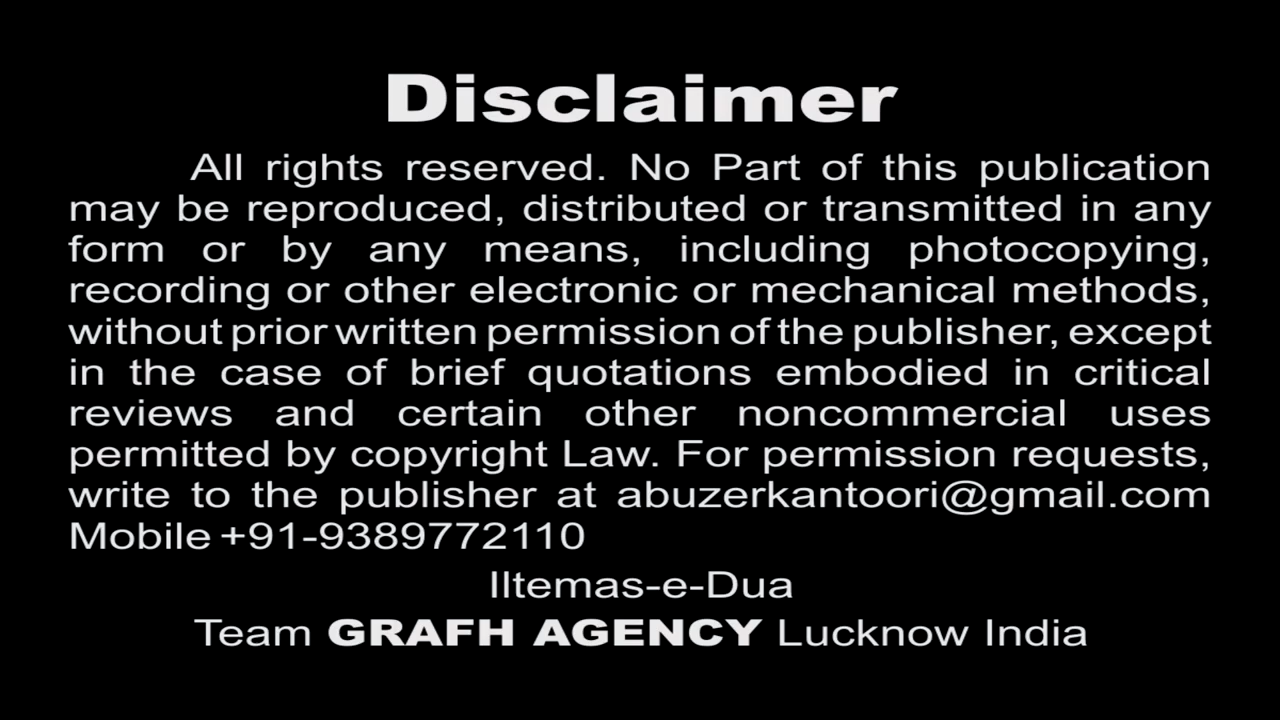 Disclaimer
All rights reserved. No Part of this publication
may be reproduced, distributed or transmitted in any
form or by any means, including photocopying,
recording or other electronic or mechanical methods,
without prior written permission of the publisher, except
in the case of brief quotations embodied in critical
reviews and certain other noncommercial uses
permitted by copyright Law. For permission requests,
write to the publisher at abuzerkantoori@gmail.com
Mobile +91-9389772110
Iltemas-e-Dua
Team GRAFH AGENCY Lucknow India